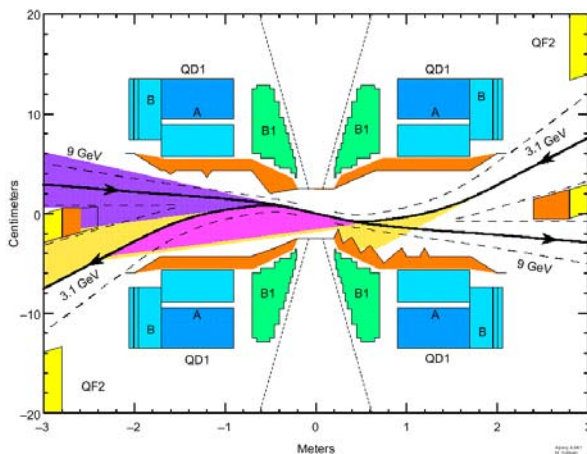 20
QF2
QD1
QD1
B
A
B1
B1
A
B
10
9 GeV
3.1 GeV
Centimeters
0
3.1 GeV
9 GeV
–10
B
A
B1
B1
A
B
QD1
QD1
QF2
–20
–3
–2
–1
0
1
2
Meters